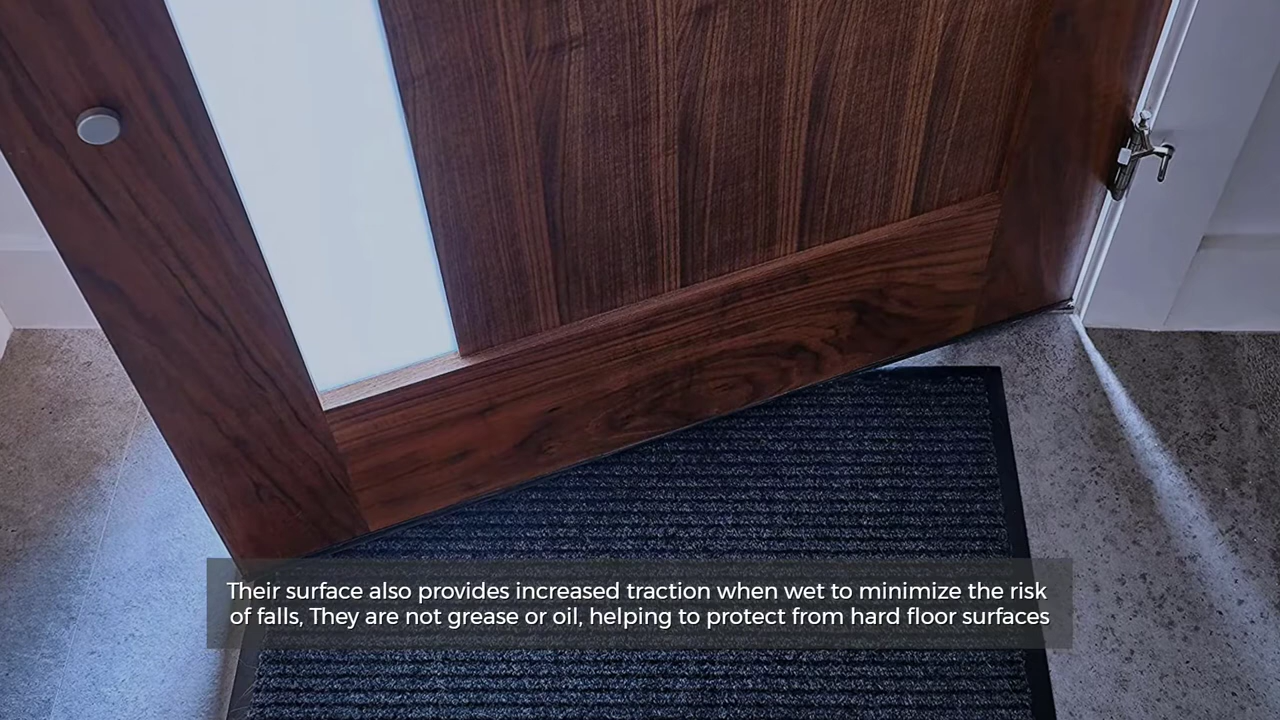 Their surface also provides increased traction when wet to minimize the risk
of falls, They are not grease or oil, helping to protect from hard floor surfaces